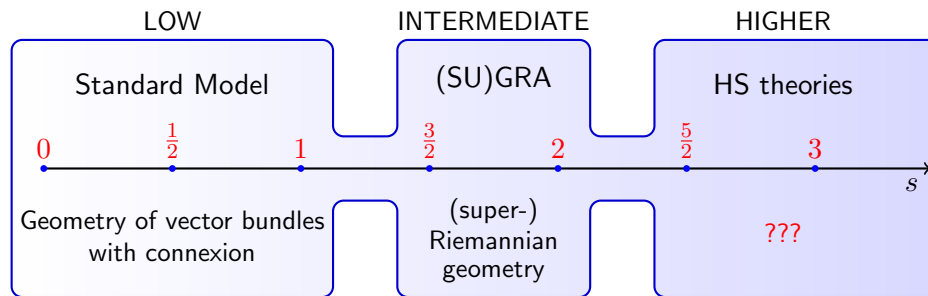 LOW INTERMEDIATE HIGHER
Standard Model (SU)GRA HS theories
0 1/2 1 3/2 2 5/2 3
s
Geometry of vector bundles
with connexion
(super-)
Riemannian
geometry
???